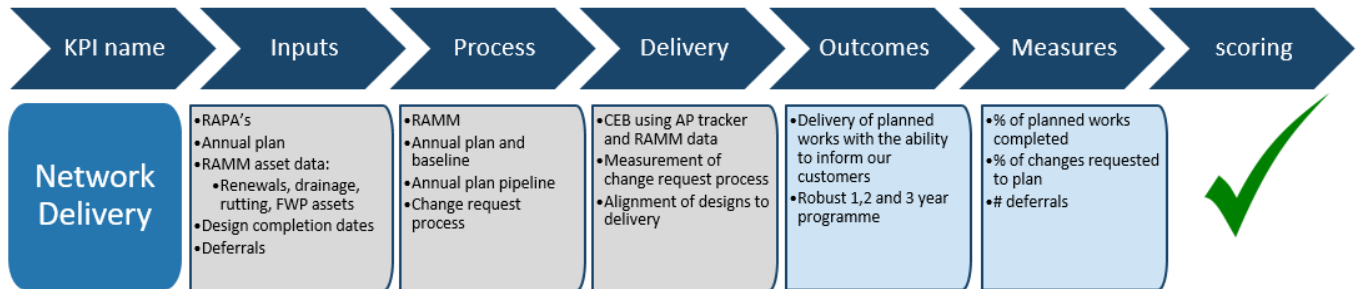 KPI name
Inputs
Process
Delivery
Outcomes
Measures
scoring
Network
Delivery
•RAPA's
•Annual plan
•RAMM asset data:
•Renewals, drainage,
rutting, FWP assets
•Design completion dates
•Deferrals
•RAMM
•Annual plan and
baseline
•Annual plan pipeline
•Change request
process
•CEB using AP tracker
and RAMM data
•Measurement of
change request process
•Alignment of designs to
delivery
•Delivery of planned
works with the ability
to inform our
customers
•Robust 1,2 and 3 year
programme
•% of planned works
completed
•% of changes requested
to plan
•# deferrals